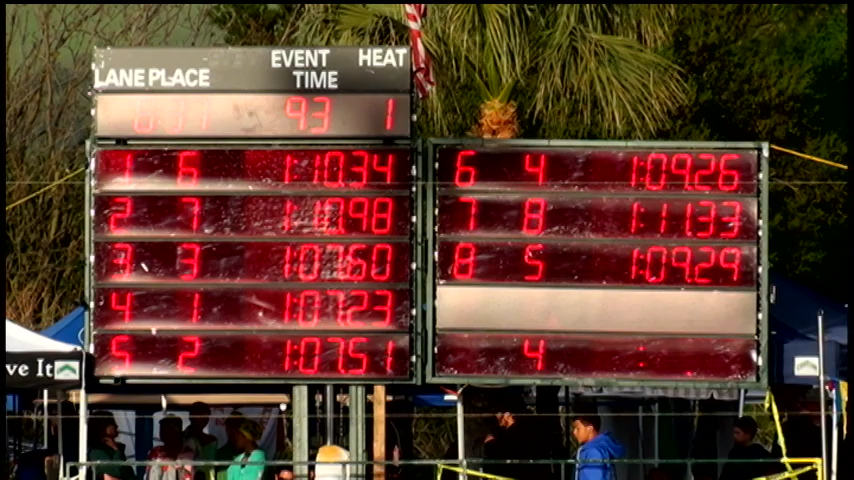 EVENT HEAT
LANE PLACE TIME
93 1
1 6 1:10.34
2 7 1:10.98
3 3 1:07.60
4 1 1:07.23
5 2 1:07.51
6 4 1:09.26
7 8 1:11.33
8 5 1:09.29
4 :
ve It